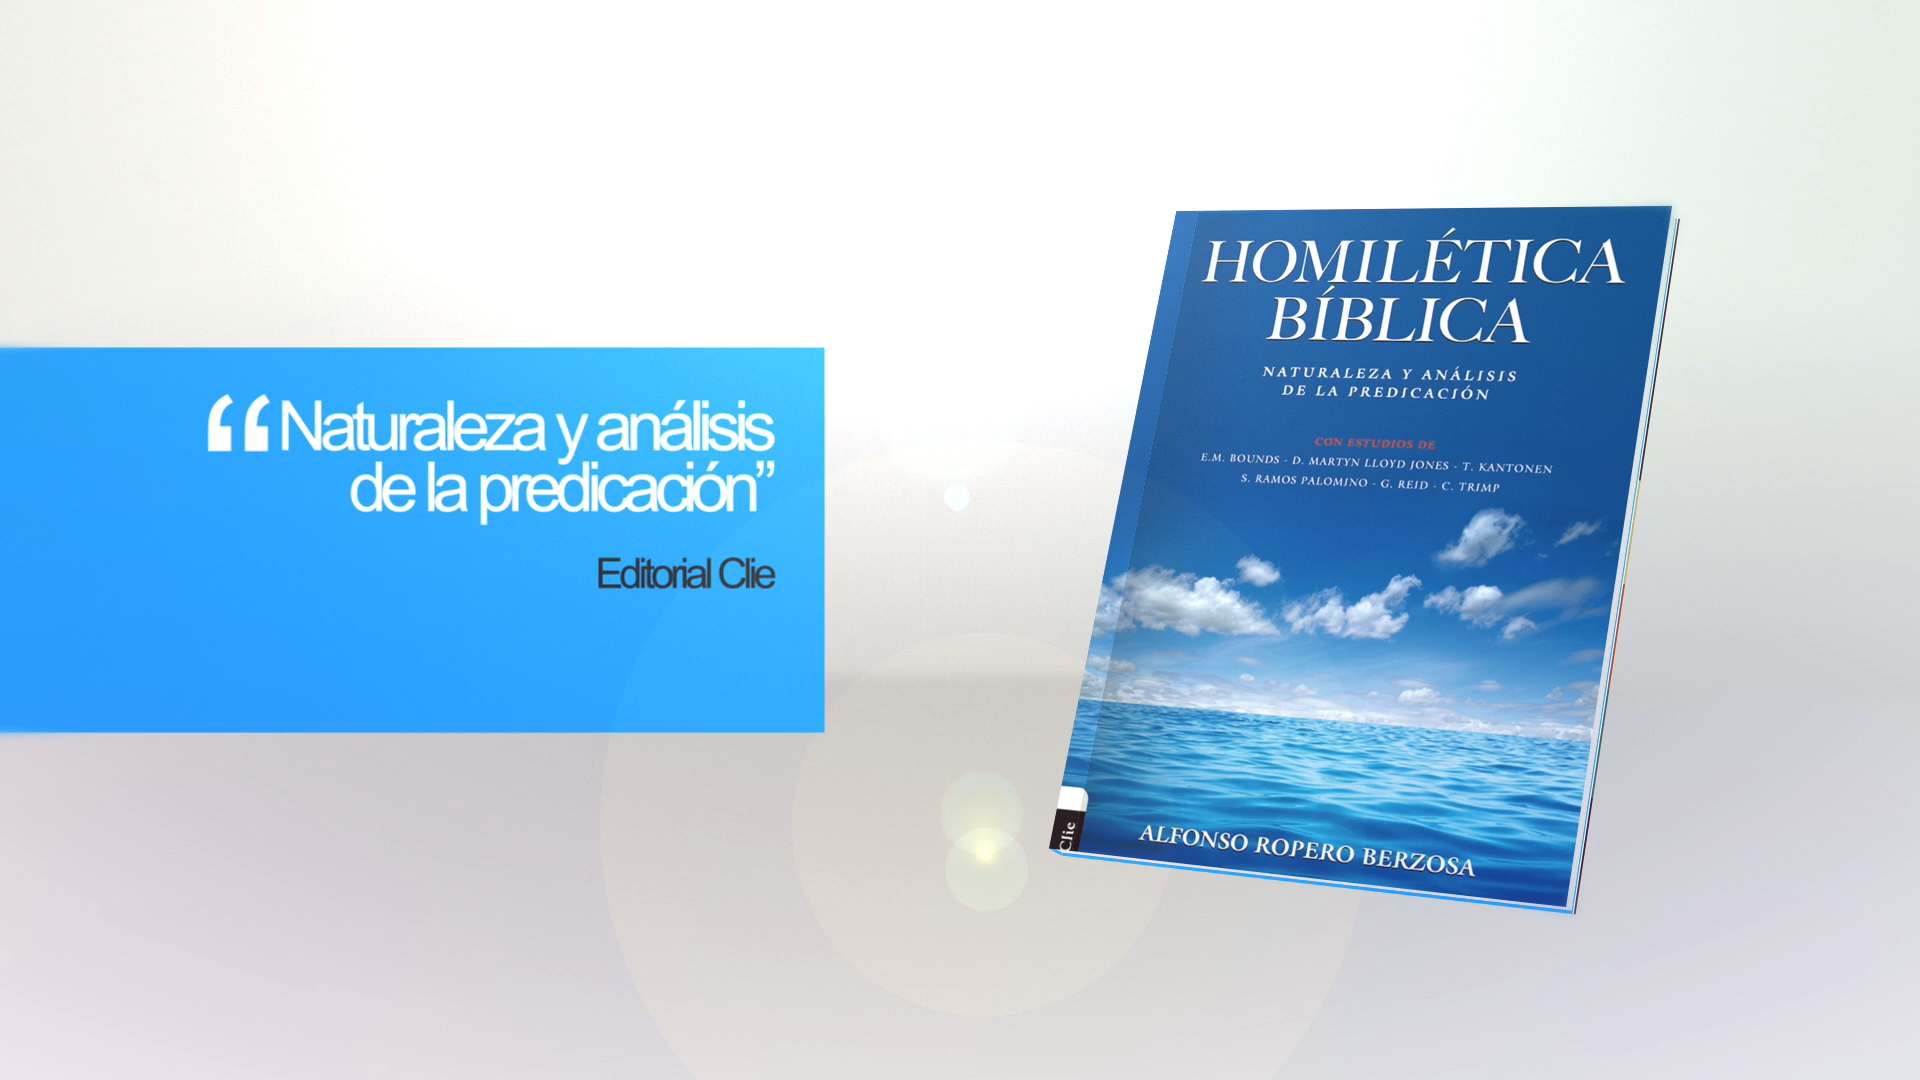 “Naturaleza y análisis
de la predicación”
Editorial Clie
HOMILÉTICA
BÍBLICA
NATURALEZA Y ANÁLISIS
DE LA PREDICACIÓN
CON ESTUDIOS DE
E.M. BOUNDS - D. MARTYN LLOYD JONES - T. KANTONEN
S. RAMOS PALOMINO - G. REID - C. TRIMP
Clie
ALFONSO ROPERO BERZOSA